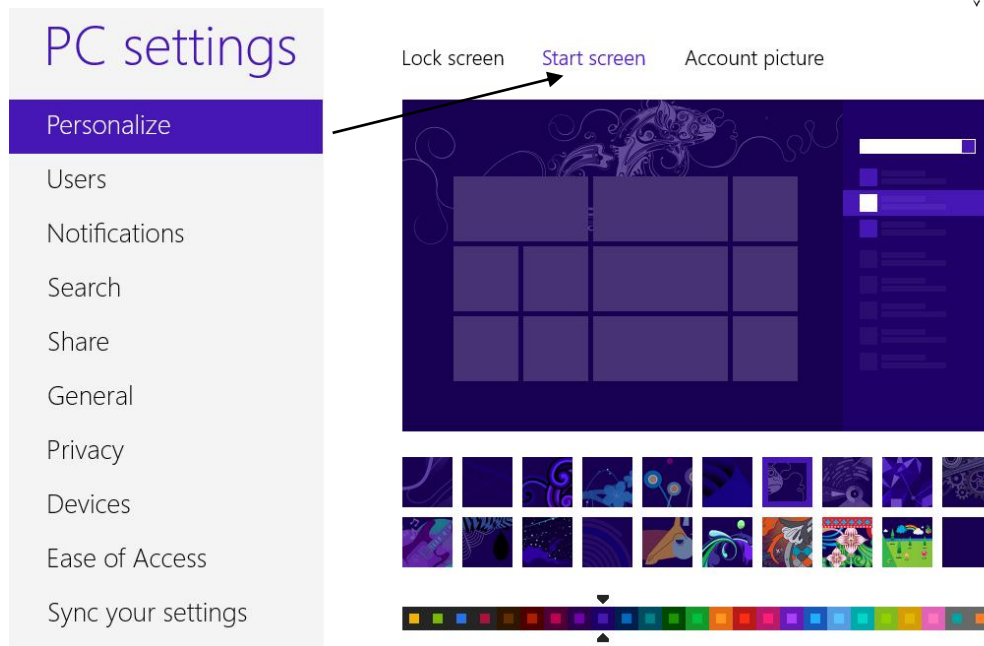 PC settings
Lock screen Start screen Account picture
Personalize
Users
Notifications
Search
Share
General
Privacy
Devices
Ease of Access
Sync your settings